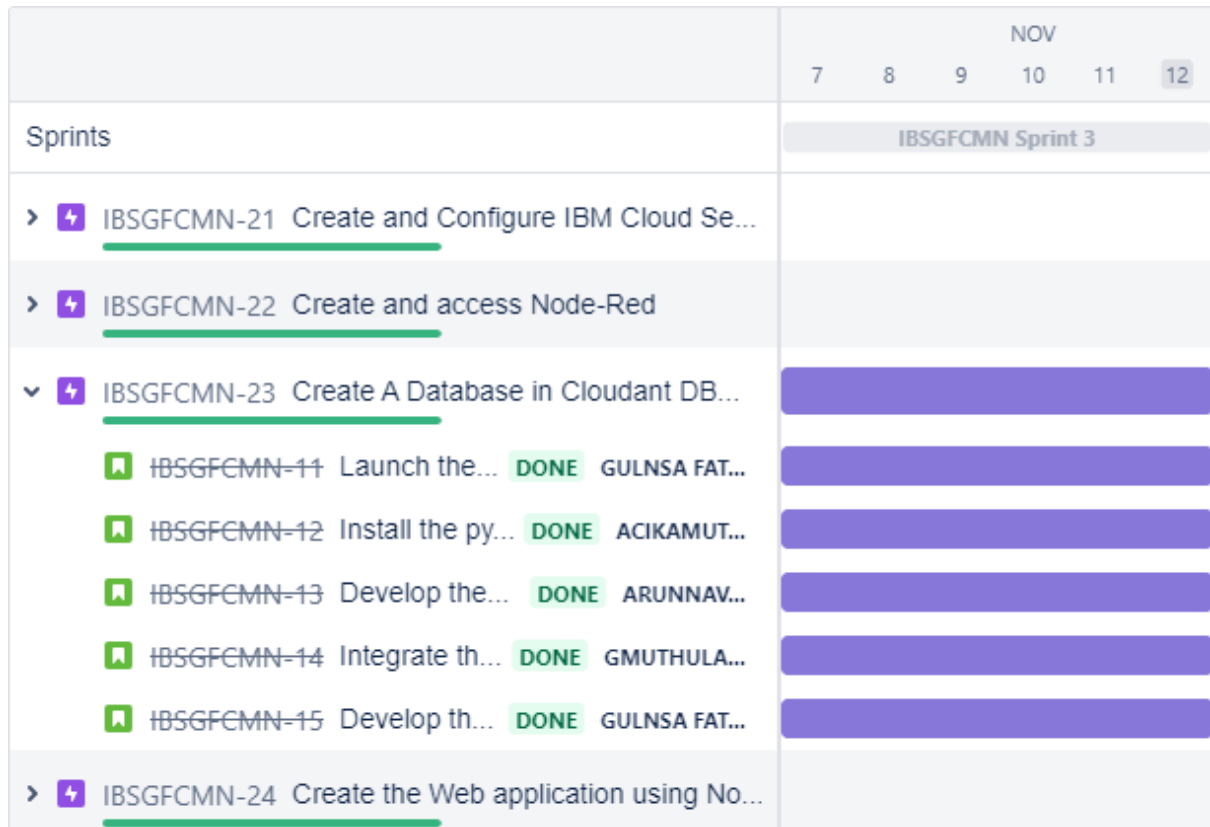 NOV
7 8 9 10 11 12
Sprints IBSGFCMN Sprint 3
IBSGFCMN-21 Create and Configure IBM Cloud Se...
IBSGFCMN-22 Create and access Node-Red
IBSGFCMN-23 Create A Database in Cloudant DB...
IBSGFCMN-11 Launch the... DONE GULNSA FAT...
IBSGFCMN-12 Install the py... DONE ACIKAMUT...
IBSGFCMN-13 Develop the... DONE ARUNNAV...
IBSGFCMN-14 Integrate th... DONE GMUTHULA...
IBSGFCMN-15 Develop th... DONE GULNSA FAT...
IBSGFCMN-24 Create the Web application using No...